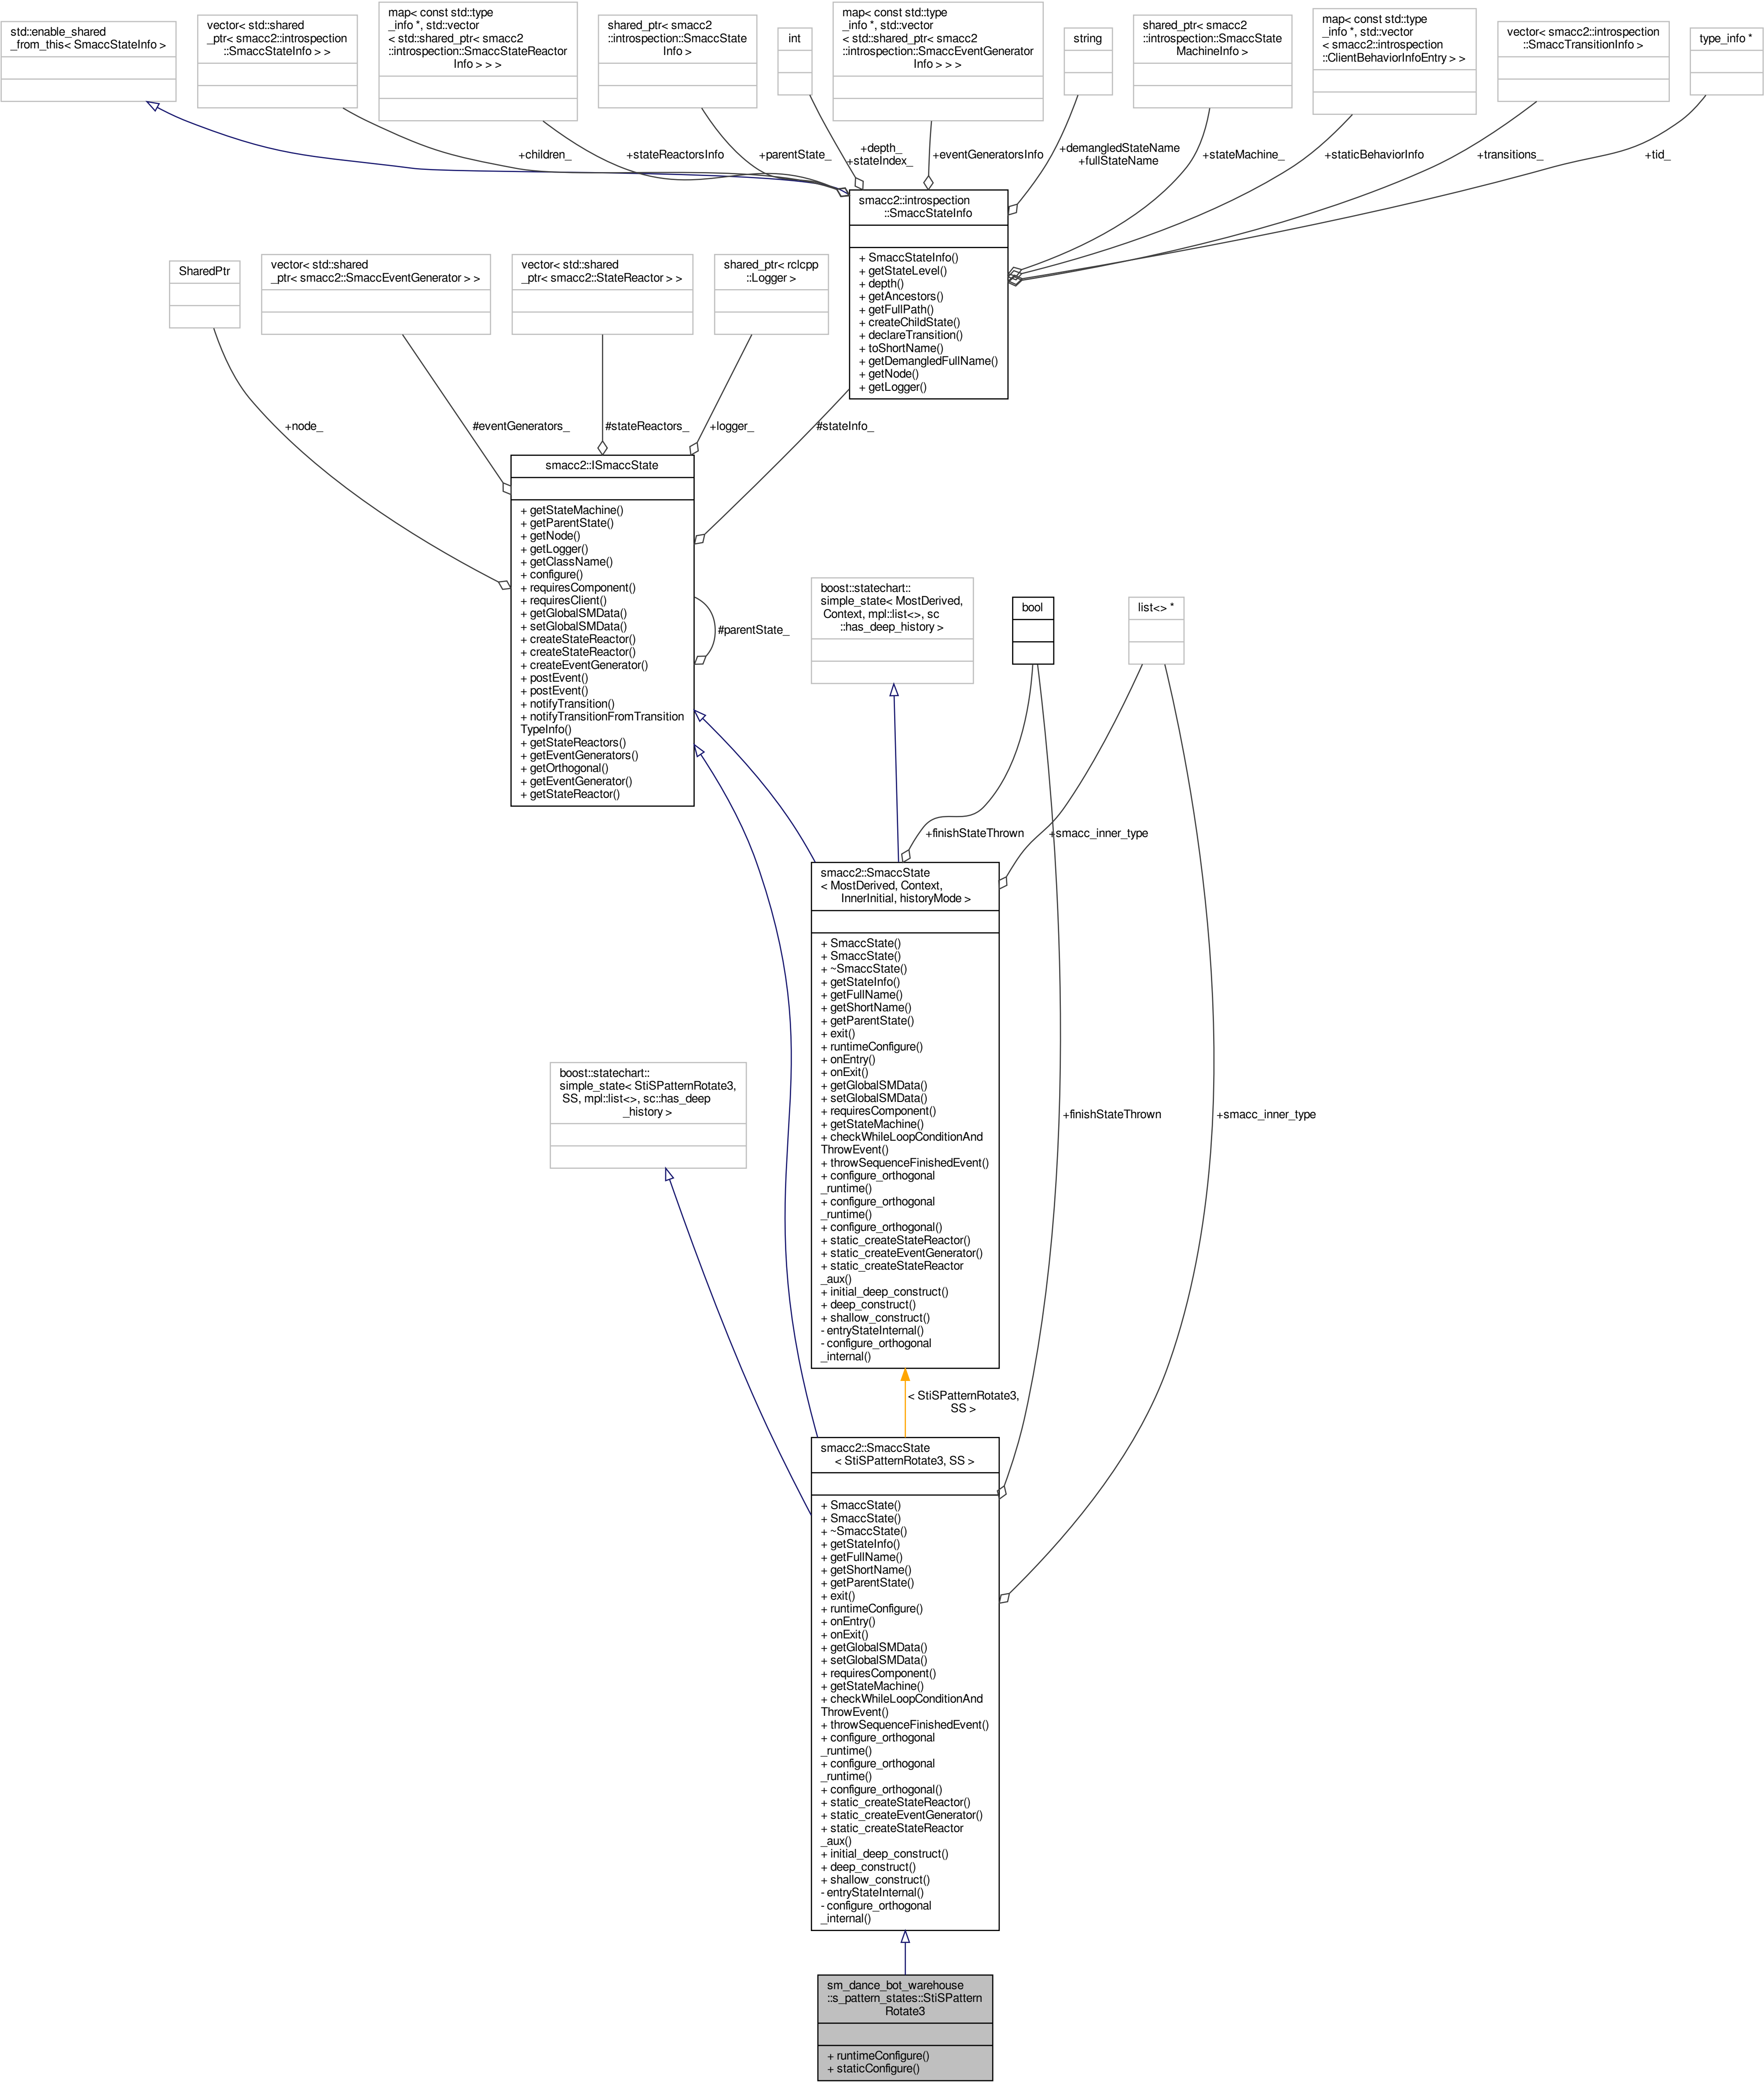 std::enable_shared
_from_this< SmaccStateInfo >
vector< std::shared
_ptr< smacc2::introspection
::SmaccStateInfo > >
map< const std::type
_info *, std::vector
< std::shared_ptr< smacc2
::introspection::SmaccStateReactor
Info > > >
shared_ptr< smacc2
::introspection::SmaccState
Info >
int
map< const std::type
_info *, std::vector
< std::shared_ptr< smacc2
::introspection::SmaccEventGenerator
Info > > >
string
shared_ptr< smacc2
::introspection::SmaccState
MachineInfo >
map< const std::type
_info *, std::vector
< smacc2::introspection
::ClientBehaviorInfoEntry > >
vector< smacc2::introspection
::SmaccTransitionInfo >
type_info *
+children_
+stateReactorsInfo
+parentState_
+depth_
+stateIndex_
+eventGeneratorsInfo
+demangledStateName
+fullStateName
+stateMachine_
+staticBehaviorInfo
+transitions_
+tid_
smacc2::introspection
::SmaccStateInfo
+ SmaccStateInfo()
+ getStateLevel()
+ depth()
+ getAncestors()
+ getFullPath()
+ createChildState()
+ declareTransition()
+ toShortName()
+ getDemangledFullName()
+ getNode()
+ getLogger()
SharedPtr
vector< std::shared
_ptr< smacc2::SmaccEventGenerator > >
vector< std::shared
_ptr< smacc2::StateReactor > >
shared_ptr< rclcpp
::Logger >
+node_
#eventGenerators_
#stateReactors_
+logger_
#stateInfo_
smacc2::ISmaccState
+ getStateMachine()
+ getParentState()
+ getNode()
+ getLogger()
+ getClassName()
+ configure()
+ requiresComponent()
+ requiresClient()
+ getGlobalSMData()
+ setGlobalSMData()
+ createStateReactor()
+ createStateReactor()
+ createEventGenerator()
+ postEvent()
+ postEvent()
+ notifyTransition()
+ notifyTransitionFromTransition
TypeInfo()
+ getStateReactors()
+ getEventGenerators()
+ getOrthogonal()
+ getEventGenerator()
+ getStateReactor()
#parentState_
boost::statechart::
simple_state< MostDerived,
Context, mpl::list<>, sc
::has_deep_history >
bool
list<> *
+finishStateThrown
+smacc_inner_type
smacc2::SmaccState
< MostDerived, Context,
InnerInitial, historyMode >
+ SmaccState()
+ SmaccState()
+ ~SmaccState()
+ getStateInfo()
+ getFullName()
+ getShortName()
+ getParentState()
+ exit()
+ runtimeConfigure()
+ onEntry()
+ onExit()
+ getGlobalSMData()
+ setGlobalSMData()
+ requiresComponent()
+ getStateMachine()
+ checkWhileLoopConditionAnd
ThrowEvent()
+ throwSequenceFinishedEvent()
+ configure_orthogonal
_runtime()
+ configure_orthogonal
_runtime()
+ configure_orthogonal()
+ static_createStateReactor()
+ static_createEventGenerator()
+ static_createStateReactor
_aux()
+ initial_deep_construct()
+ deep_construct()
+ shallow_construct()
- entryStateInternal()
- configure_orthogonal
_internal()
boost::statechart::
simple_state< StiSPatternRotate3,
SS, mpl::list<>, sc::has_deep
_history >
+finishStateThrown
+smacc_inner_type
< StiSPatternRotate3,
SS >
smacc2::SmaccState
< StiSPatternRotate3, SS >
+ SmaccState()
+ SmaccState()
+ ~SmaccState()
+ getStateInfo()
+ getFullName()
+ getShortName()
+ getParentState()
+ exit()
+ runtimeConfigure()
+ onEntry()
+ onExit()
+ getGlobalSMData()
+ setGlobalSMData()
+ requiresComponent()
+ getStateMachine()
+ checkWhileLoopConditionAnd
ThrowEvent()
+ throwSequenceFinishedEvent()
+ configure_orthogonal
_runtime()
+ configure_orthogonal
_runtime()
+ configure_orthogonal()
+ static_createStateReactor()
+ static_createEventGenerator()
+ static_createStateReactor
_aux()
+ initial_deep_construct()
+ deep_construct()
+ shallow_construct()
- entryStateInternal()
- configure_orthogonal
_internal()
sm_dance_bot_warehouse
::s_pattern_states::StiSPattern
Rotate3
+ runtimeConfigure()
+ staticConfigure()